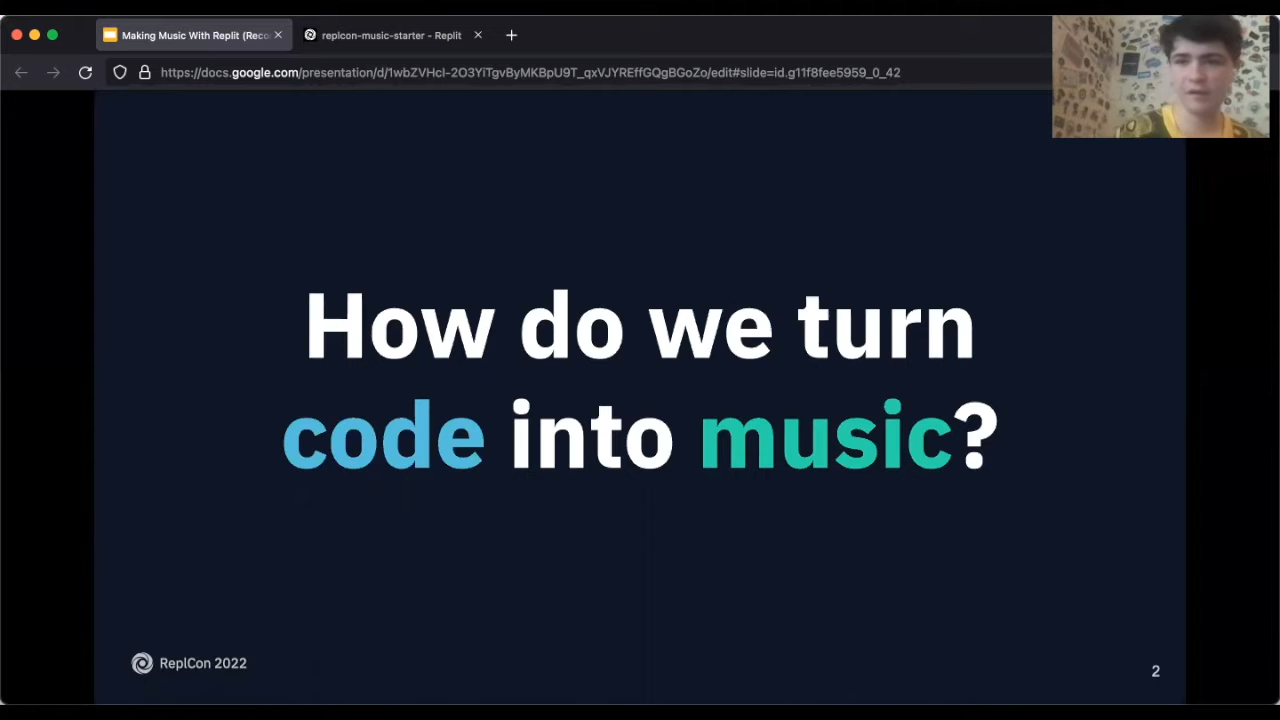 Making Music With Replit (Reco
replcon-music-starter - Replit
https://docs.google.com/presentation/d/1wbZVHcI-2O3YiTgvByMKBpU9T_qxVJYREffGQgBGoZo/edit#slide=id.g11f8fee5959_0_42
How do we turn
code into music?
ReplCon 2022
2